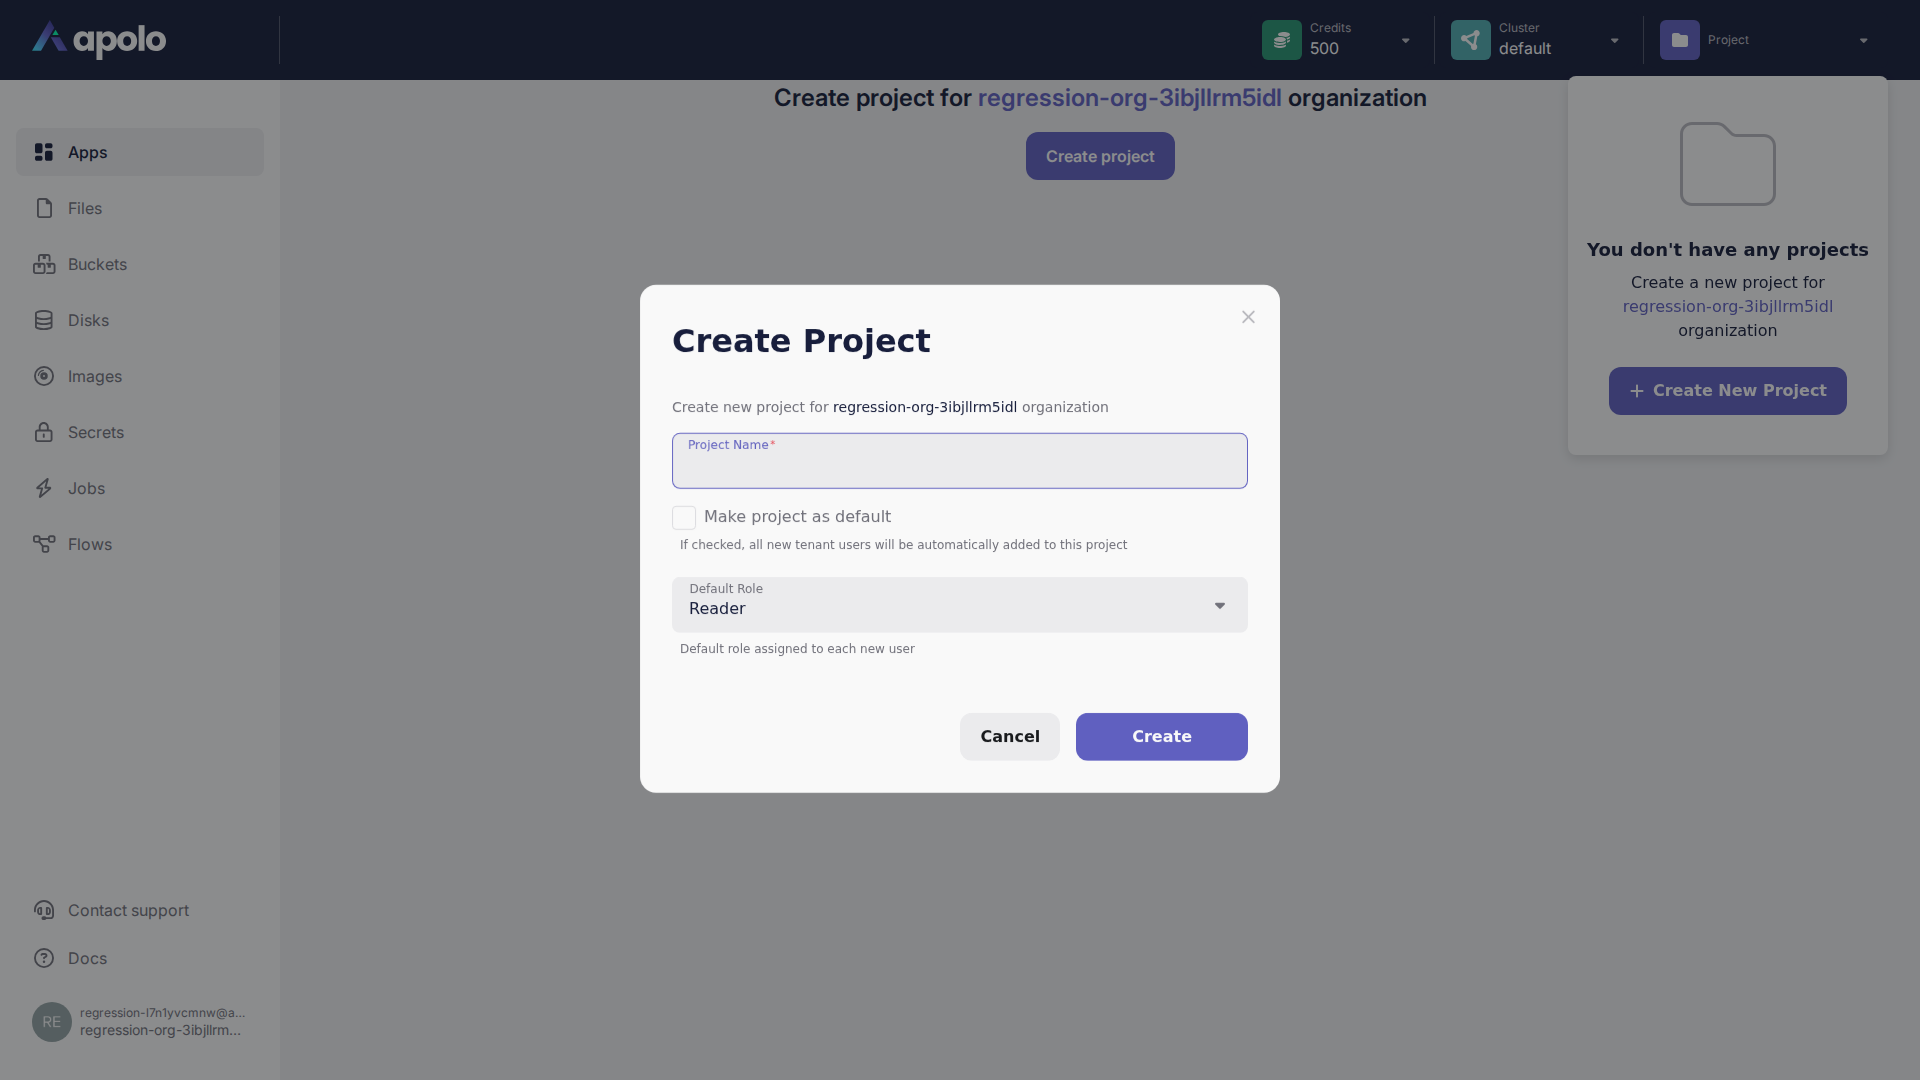 apolo
Credits
500
Cluster
default
Project
Create project for regression-org-3ibjllrm5idl organization
Create project
Apps
Files
Buckets
Disks
Images
Secrets
Jobs
Flows
You don't have any projects
Create a new project for
regression-org-3ibjllrm5idl
organization
+ Create New Project
Create Project
Create new project for regression-org-3ibjllrm5idl organization
Project Name*
Make project as default
If checked, all new tenant users will be automatically added to this project
Default Role
Reader
Default role assigned to each new user
Cancel
Create
Contact support
Docs
RE
regression-l7n1yvcmnw@a...
regression-org-3ibjllrm...